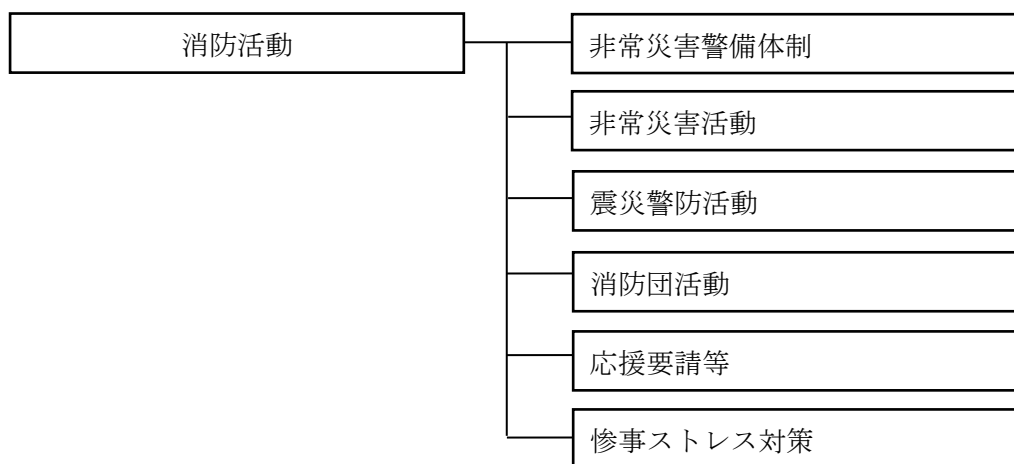 消防活動
非常災害警備体制
非常災害活動
震災警防活動
消防団活動
応援要請等
惨事ストレス対策